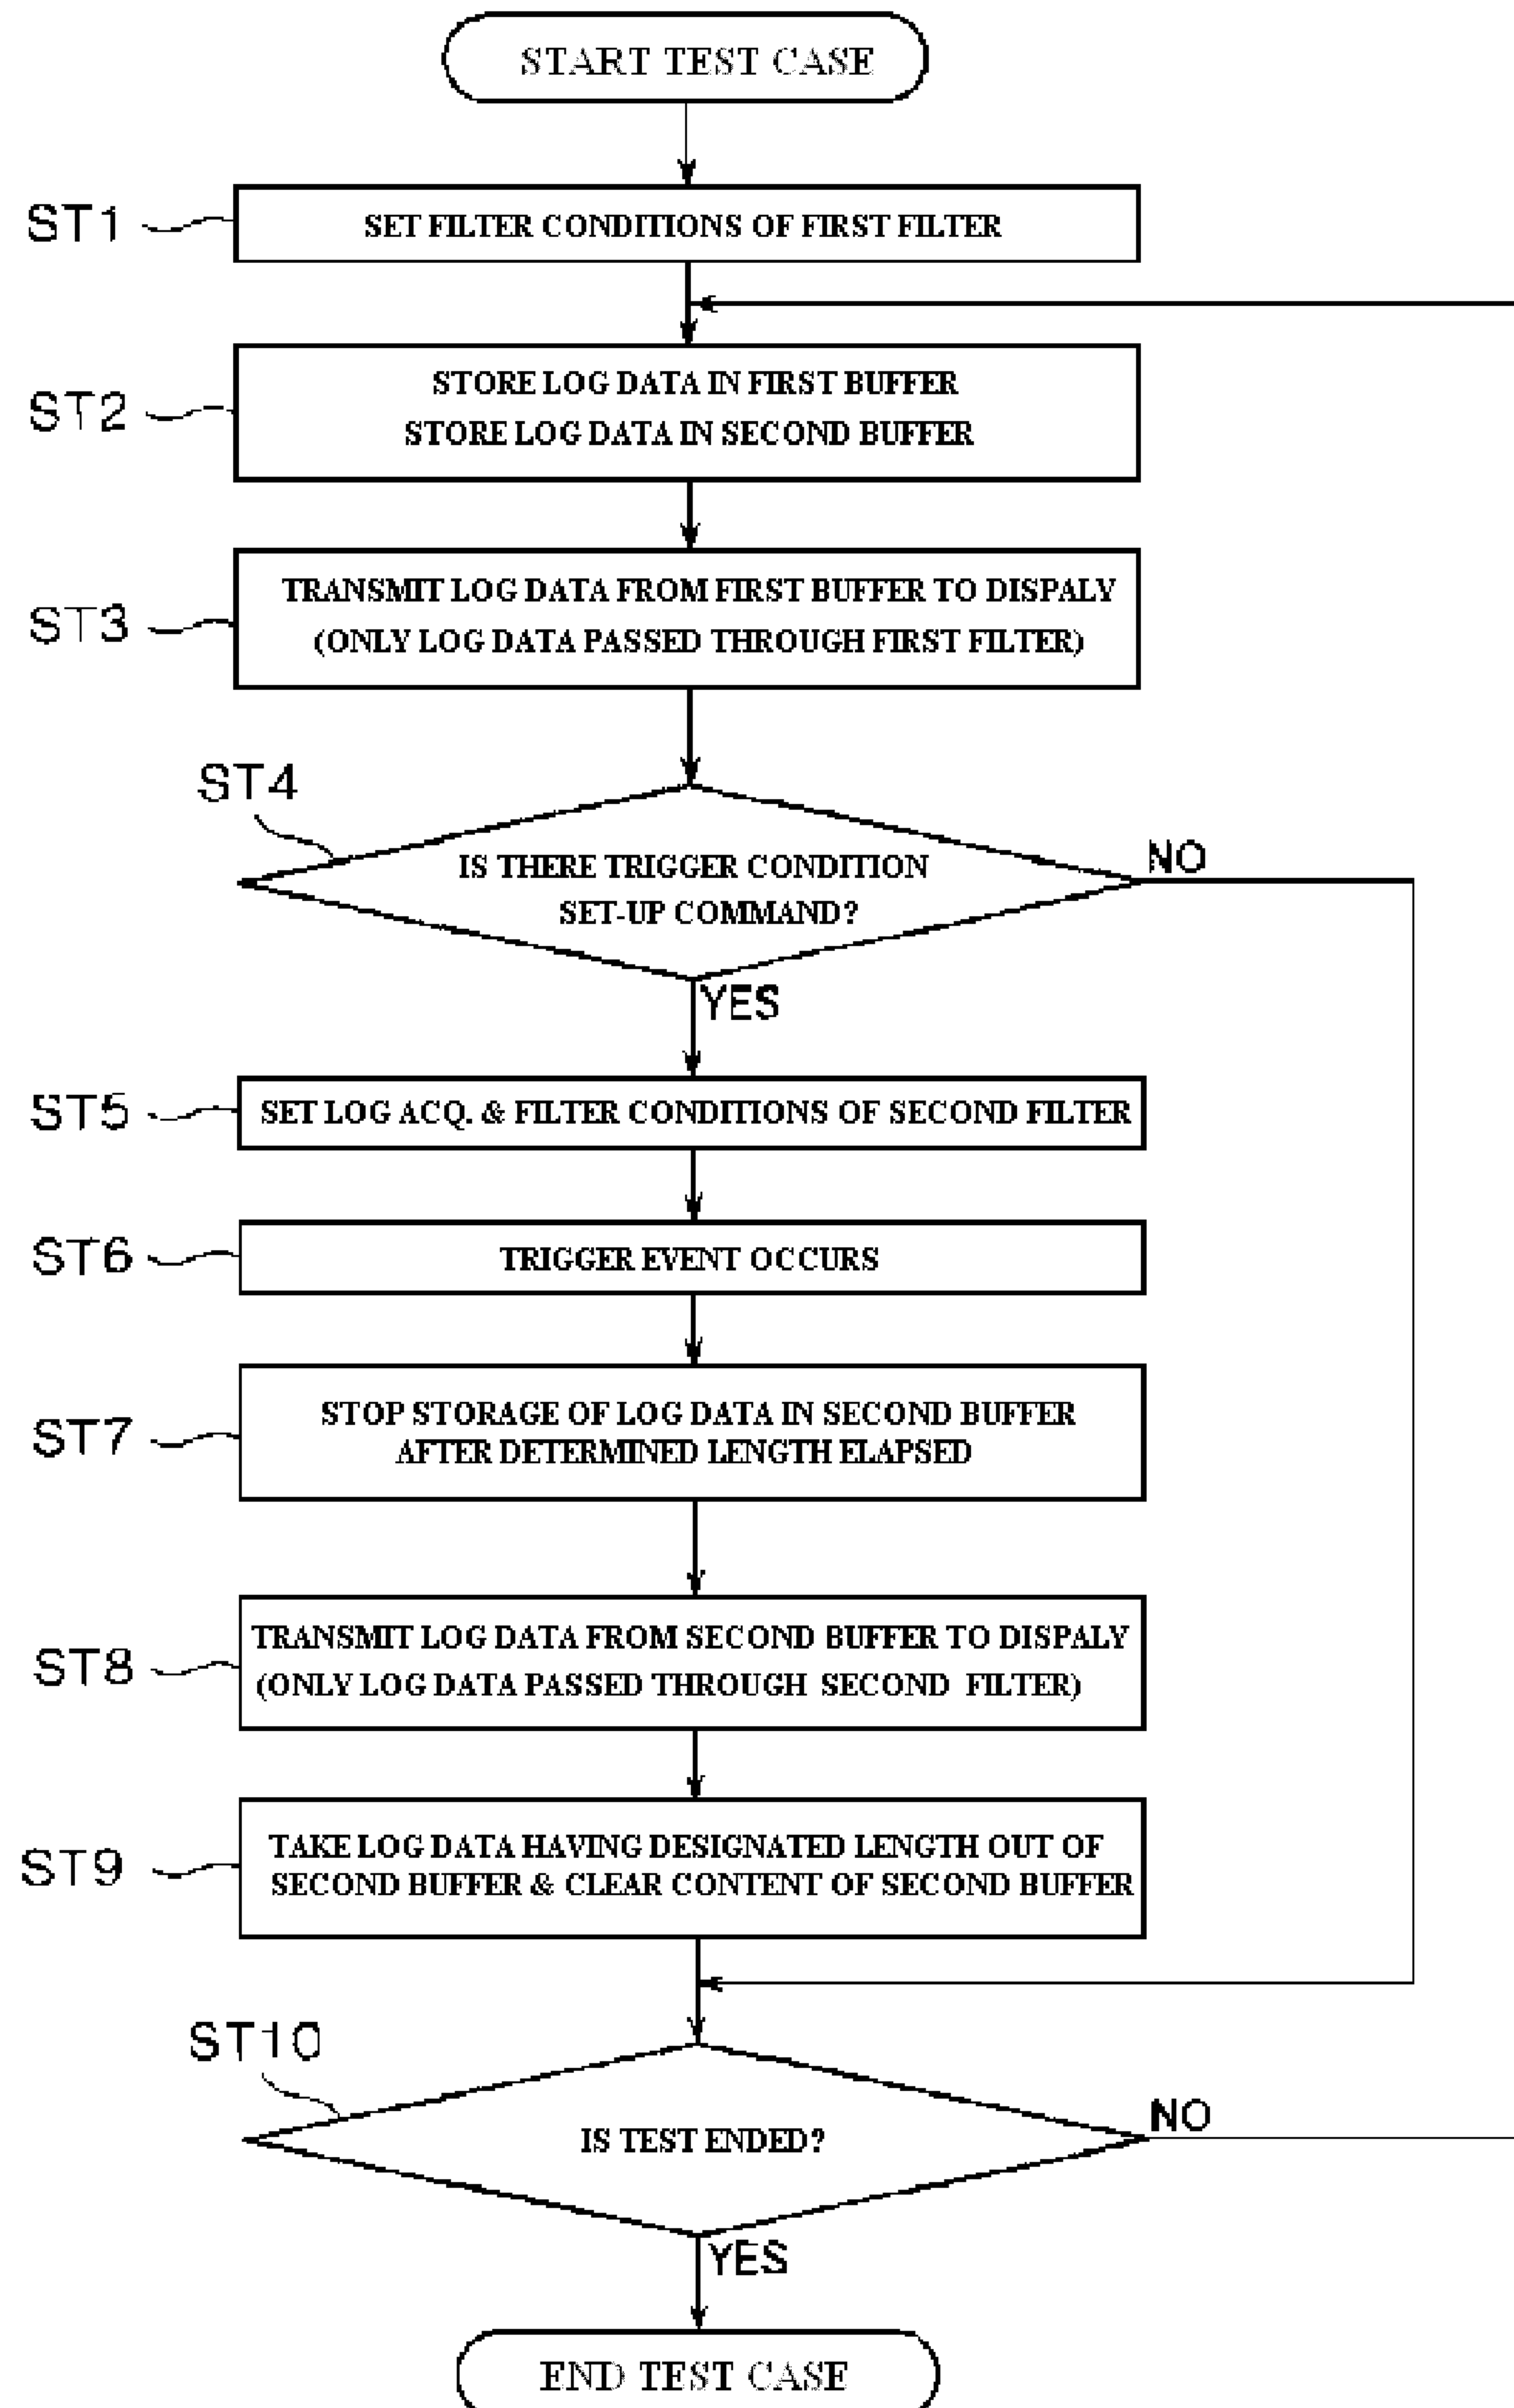 START TEST CASE
ST1
SET FILTER CONDITIONS OF FIRST FILTER
ST2
STORE LOG DATA IN FIRST BUFFER
STORE LOG DATA IN SECOND BUFFER
ST3
TRANSMIT LOG DATA FROM FIRST BUFFER TO DISPALY
(ONLY LOG DATA PASSED THROUGH FIRST FILTER)
ST4
IS THERE TRIGGER CONDITION
SET-UP COMMAND?
NO
YES
ST5
SET LOG ACQ. & FILTER CONDITIONS OF SECOND FILTER
ST6
TRIGGER EVENT OCCURS
ST7
STOP STORAGE OF LOG DATA IN SECOND BUFFER
AFTER DETERMINED LENGTH ELAPSED
ST8
TRANSMIT LOG DATA FROM SECOND BUFFER TO DISPALY
(ONLY LOG DATA PASSED THROUGH SECOND FILTER)
ST9
TAKE LOG DATA HAVING DESIGNATED LENGTH OUT OF
SECOND BUFFER & CLEAR CONTENT OF SECOND BUFFER
ST10
IS TEST ENDED?
NO
YES
END TEST CASE